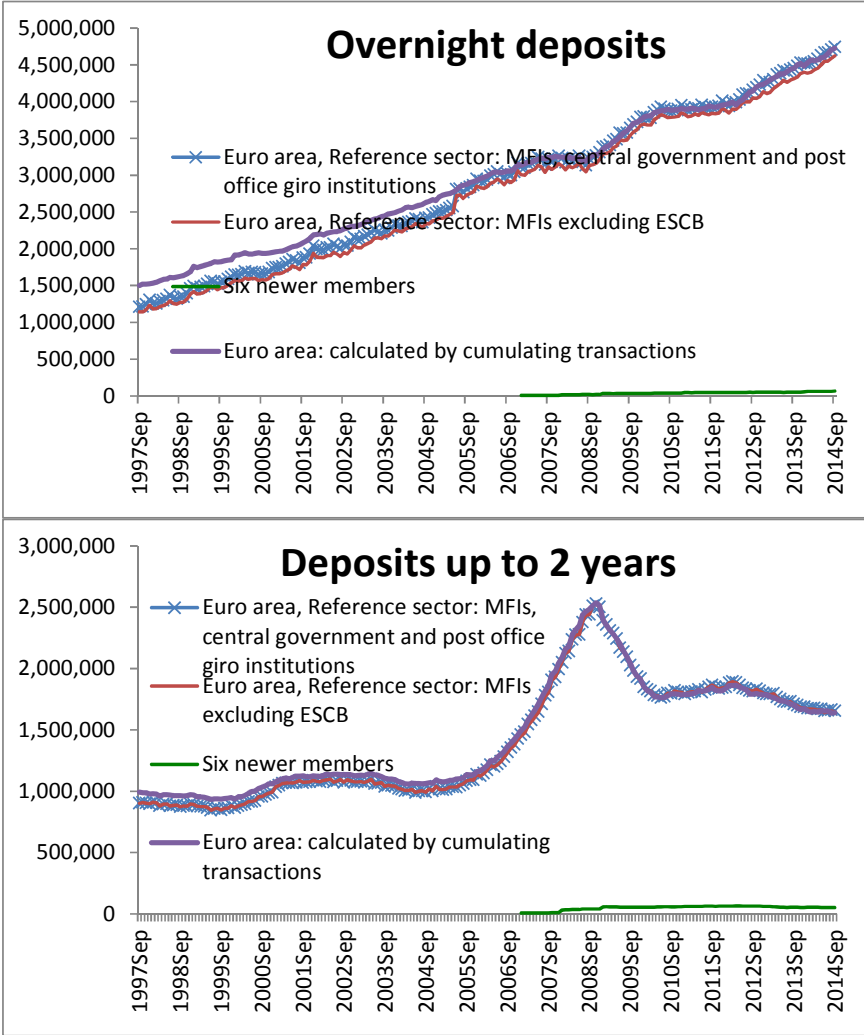 Overnight deposits
5,000,000
4,500,000
4,000,000
3,500,000
3,000,000
2,500,000
2,000,000
1,500,000
1,000,000
500,000
0
Euro area, Reference sector: MFIs, central government and post
office giro institutions
Euro area, Reference sector: MFIs excluding ESCB
Six newer members
Euro area: calculated by cumulating transactions
1997Sep
1998Sep
1999Sep
2000Sep
2001Sep
2002Sep
2003Sep
2004Sep
2005Sep
2006Sep
2007Sep
2008Sep
2009Sep
2010Sep
2011Sep
2012Sep
2013Sep
2014Sep
Deposits up to 2 years
3,000,000
2,500,000
2,000,000
1,500,000
1,000,000
500,000
0
Euro area, Reference sector: MFIs,
central government and post office
giro institutions
Euro area, Reference sector: MFIs
excluding ESCB
Six newer members
Euro area: calculated by cumulating
transactions
1997Sep
1998Sep
1999Sep
2000Sep
2001Sep
2002Sep
2003Sep
2004Sep
2005Sep
2006Sep
2007Sep
2008Sep
2009Sep
2010Sep
2011Sep
2012Sep
2013Sep
2014Sep